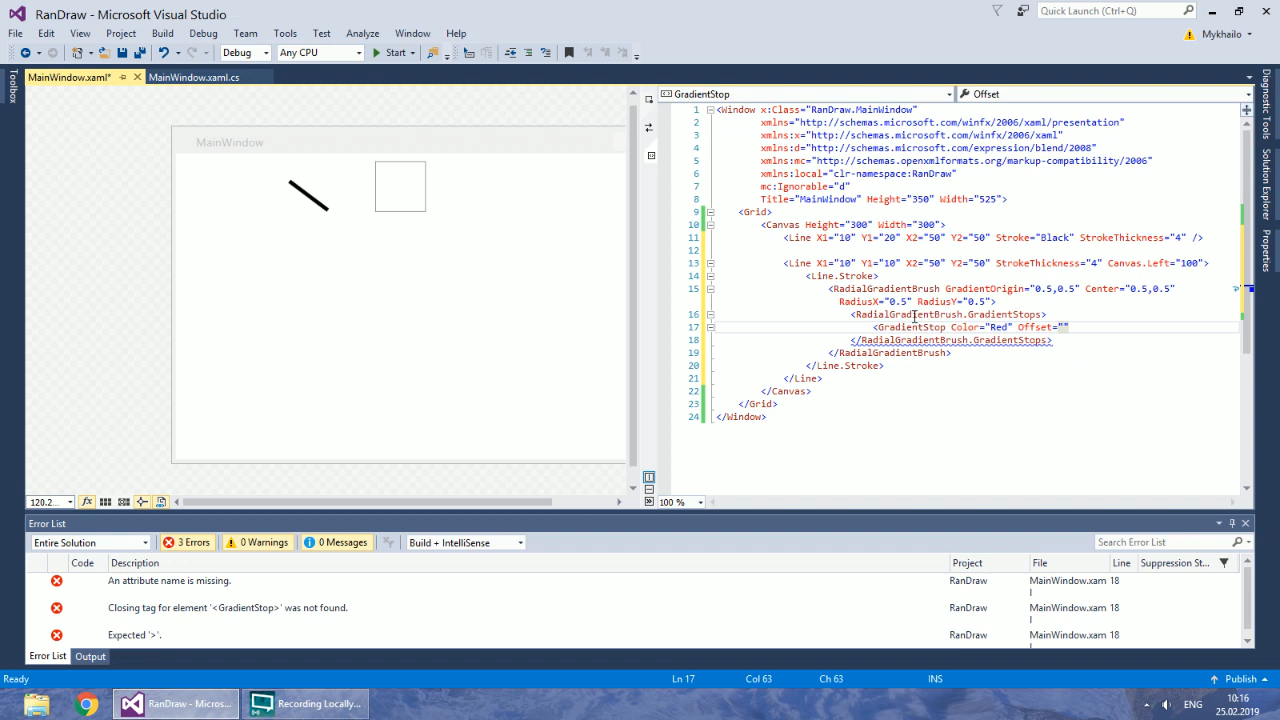 RanDraw - Microsoft Visual Studio
Quick Launch (Ctrl+Q)
File Edit View Project Build Debug Team Tools Test Analyze Window Help
Mykhailo
Debug Any CPU Start
Toolbox
MainWindow.xaml* MainWindow.xaml.cs
MainWindow
GradientStop Offset
1 <Window x:Class="RanDraw.MainWindow"
2 xmlns="http://schemas.microsoft.com/winfx/2006/xaml/presentation"
3 xmlns:x="http://schemas.microsoft.com/winfx/2006/xaml"
4 xmlns:d="http://schemas.microsoft.com/expression/blend/2008"
5 xmlns:mc="http://schemas.openxmlformats.org/markup-compatibility/2006"
6 xmlns:local="clr-namespace:RanDraw"
7 mc:Ignorable="d"
8 Title="MainWindow" Height="350" Width="525">
9 <Grid>
10 <Canvas Height="300" Width="300">
11 <Line X1="10" Y1="20" X2="50" Y2="50" Stroke="Black" StrokeThickness="4" />
12
13 <Line X1="10" Y1="10" X2="50" Y2="50" StrokeThickness="4" Canvas.Left="100">
14 <Line.Stroke>
15 <RadialGradientBrush GradientOrigin="0.5,0.5" Center="0.5,0.5"
RadiusX="0.5" RadiusY="0.5">
16 <RadialGradientBrush.GradientStops>
17 <GradientStop Color="Red" Offset=""
18 </RadialGradientBrush.GradientStops>
19 </RadialGradientBrush>
20 </Line.Stroke>
21 </Line>
22 </Canvas>
23 </Grid>
24 </Window>
Diagnostic Tools
Solution Explorer
Properties
120.2... fx
100 %
Error List
Entire Solution 3 Errors 0 Warnings 0 Messages Build + IntelliSense Search Error List
Code Description Project File Line Suppression St...
An attribute name is missing. RanDraw MainWindow.xam 18
l
Closing tag for element '<GradientStop>' was not found. RanDraw MainWindow.xam 18
l
Expected '>'. RanDraw MainWindow.xam 18
l
Error List Output
Ready Ln 17 Col 63 Ch 63 INS Publish
RanDraw - Micros... Recording Locally... ENG 10:16
25.02.2019